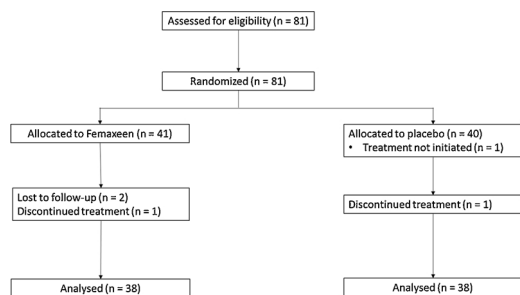 Assessed for eligibility (n = 81)
Randomized (n = 81)
Allocated to Femaxeen (n = 41)
Allocated to placebo (n = 40)
• Treatment not initiated (n = 1)
Lost to follow-up (n = 2)
Discontinued treatment (n = 1)
Discontinued treatment (n = 1)
Analysed (n = 38)
Analysed (n = 38)